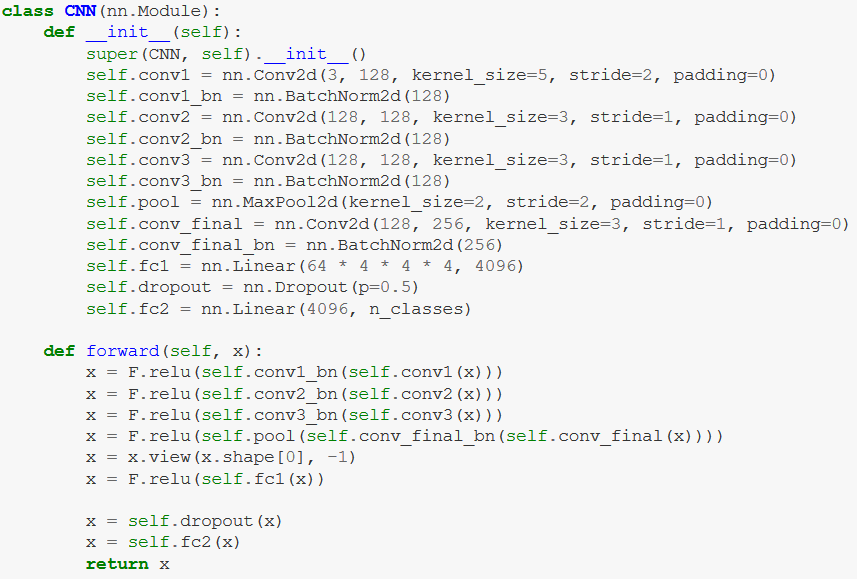 class CNN(nn.Module):
    def __init__(self):
        super(CNN, self).__init__()
        self.conv1 = nn.Conv2d(3, 128, kernel_size=5, stride=2, padding=0)
        self.conv1_bn = nn.BatchNorm2d(128)
        self.conv2 = nn.Conv2d(128, 128, kernel_size=3, stride=1, padding=0)
        self.conv2_bn = nn.BatchNorm2d(128)
        self.conv3 = nn.Conv2d(128, 128, kernel_size=3, stride=1, padding=0)
        self.conv3_bn = nn.BatchNorm2d(128)
        self.pool = nn.MaxPool2d(kernel_size=2, stride=2, padding=0)
        self.conv_final = nn.Conv2d(128, 256, kernel_size=3, stride=1, padding=0)
        self.conv_final_bn = nn.BatchNorm2d(256)
        self.fc1 = nn.Linear(64 * 4 * 4 * 4, 4096)
        self.dropout = nn.Dropout(p=0.5)
        self.fc2 = nn.Linear(4096, n_classes)

    def forward(self, x):
        x = F.relu(self.conv1_bn(self.conv1(x)))
        x = F.relu(self.conv2_bn(self.conv2(x)))
        x = F.relu(self.conv3_bn(self.conv3(x)))
        x = F.relu(self.pool(self.conv_final_bn(self.conv_final(x))))
        x = x.view(x.shape[0], -1)
        x = F.relu(self.fc1(x))

        x = self.dropout(x)
        x = self.fc2(x)
        return x